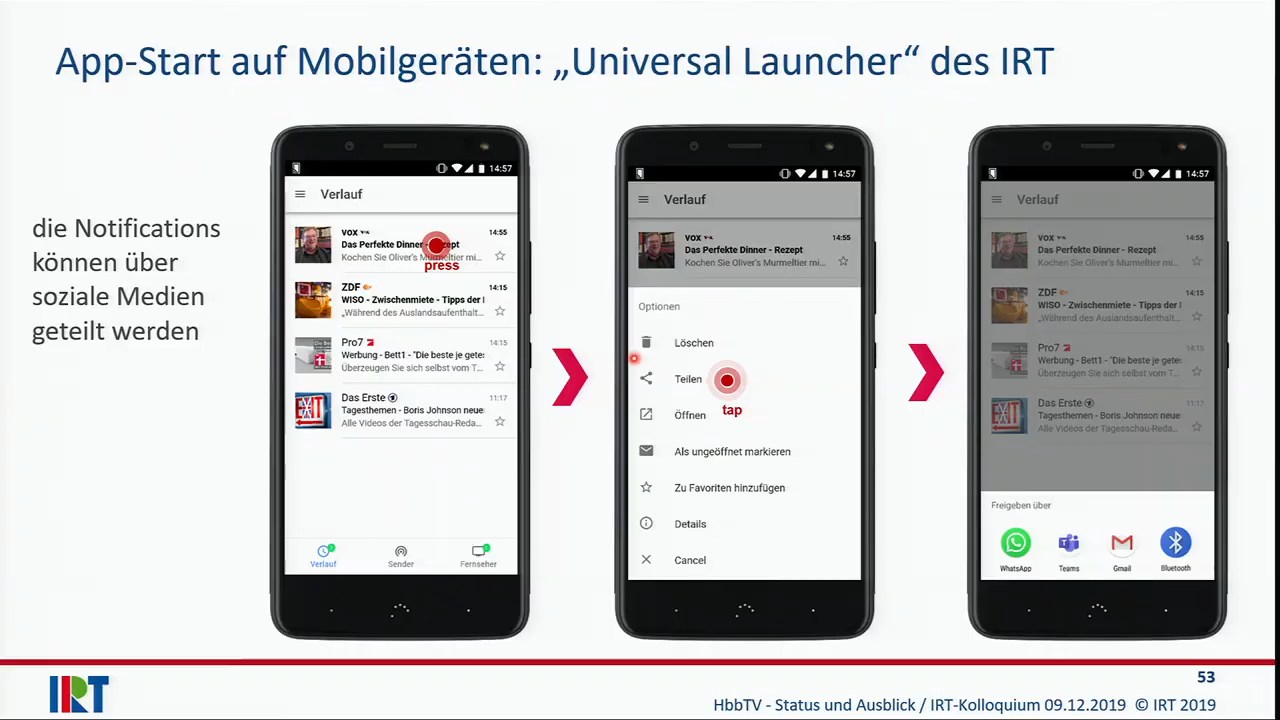 App-Start auf Mobilgeräten: „Universal Launcher“ des IRT
die Notifications
können über
soziale Medien
geteilt werden
14:57
Verlauf
VOX
14:55
Das Perfekte Dinner - Rezept
Kochen Sie Oliver's Murmeltier mi...
press
ZDF
14:15
WISO - Zwischenmiete - Tipps der
„Während des Auslandsaufenthalt...
Pro7
14:15
Werbung - Bett1 - "Die beste je getes
Überzeugen Sie sich selbst vom T...
Das Erste
11:17
Tagesthemen - Boris Johnson neue
Alle Videos der Tagesschau-Reda...
EXIT
Verlauf
Sender
Fernseher
14:57
Verlauf
VOX
14:55
Das Perfekte Dinner - Rezept
Kochen Sie Oliver's Murmeltier mi...
Optionen
Löschen
Teilen
tap
Öffnen
Als ungeöffnet markieren
Zu Favoriten hinzufügen
Details
Cancel
14:57
Verlauf
VOX
14:55
Das Perfekte Dinner - Rezept
Kochen Sie Oliver's Murmeltier mi...
ZDF
14:15
WISO - Zwischenmiete - Tipps der
„Während des Auslandsaufenthalt...
Pro7
14:15
Werbung - Bett1 - "Die beste je getes
Überzeugen Sie sich selbst vom T...
Das Erste
11:17
Tagesthemen - Boris Johnson neue
Alle Videos der Tagesschau-Reda...
EXIT
Freigeben über
WhatsApp
Teams
Gmail
Bluetooth
IRT
53
HbbTV - Status und Ausblick / IRT-Kolloquium 09.12.2019 © IRT 2019